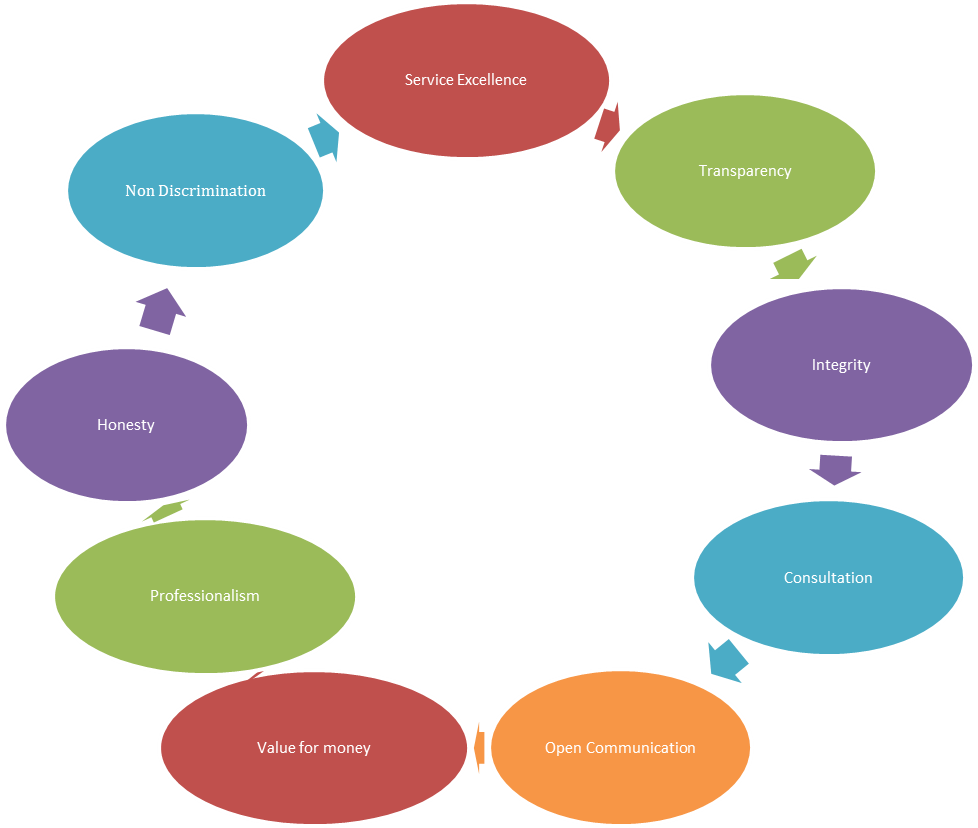 Service Excellence
Transparency
Integrity
Consultation
Open Communication
Value for money
Professionalism
Honesty
Non Discrimination